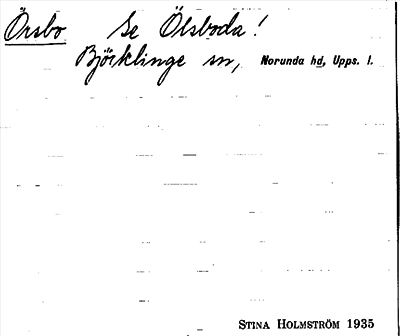 Örsbo Se Ölsboda!
Björklinge sn, Norunda hd, Upps. l.
STINA HOLMSTRÖM 1935